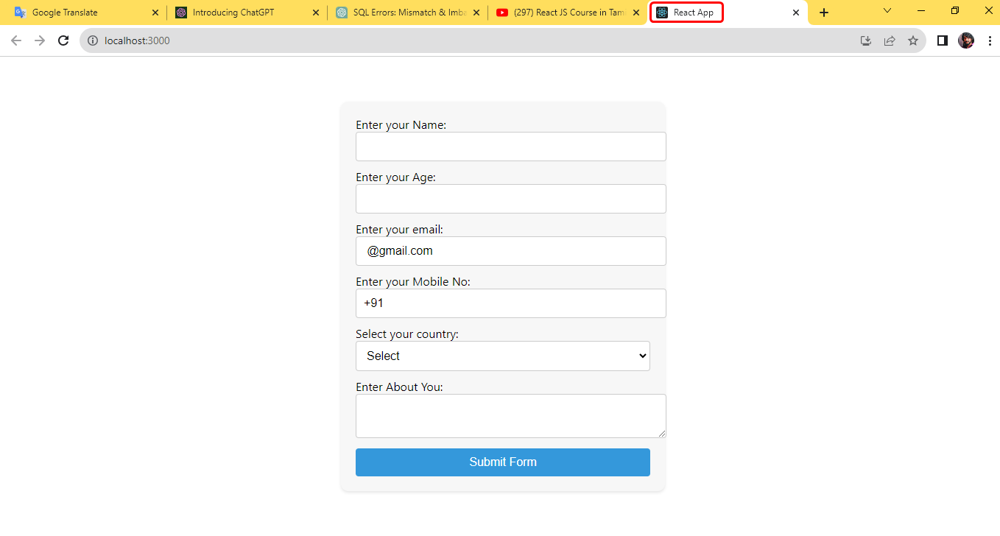 Google Translate
Introducing ChatGPT
SQL Errors: Mismatch & Imba
(297) React JS Course in Tam
React App
localhost:3000
Enter your Name:
Enter your Age:
Enter your email:
@gmail.com
Enter your Mobile No:
+91
Select your country:
Select
Enter About You:
Submit Form